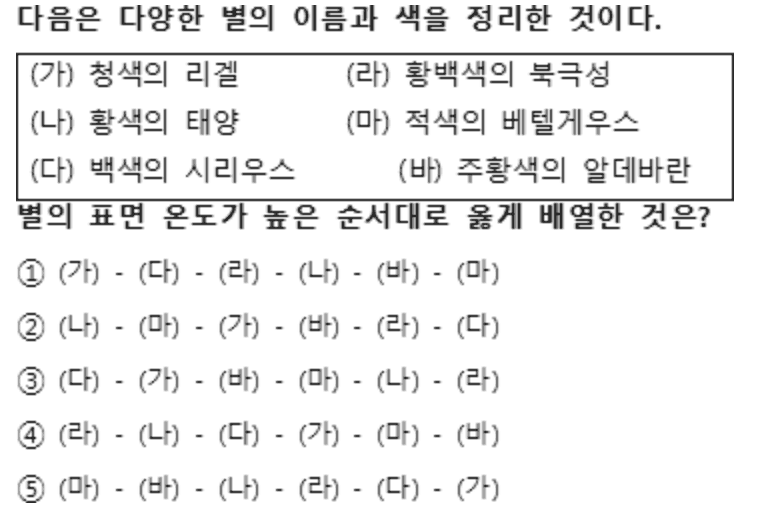 다음은 다양한 별의 이름과 색을 정리한 것이다.
(가) 청색의 리겔 (라) 황백색의 북극성
(나) 황색의 태양 (마) 적색의 베텔게우스
(다) 백색의 시리우스 (바) 주황색의 알데바란
별의 표면 온도가 높은 순서대로 옳게 배열한 것은?
① (가) - (다) - (라) - (나) - (바) - (마)
② (나) - (마) - (가) - (바) - (라) - (다)
③ (다) - (가) - (바) - (마) - (나) - (라)
④ (라) - (나) - (다) - (가) - (마) - (바)
⑤ (마) - (바) - (나) - (라) - (다) - (가)